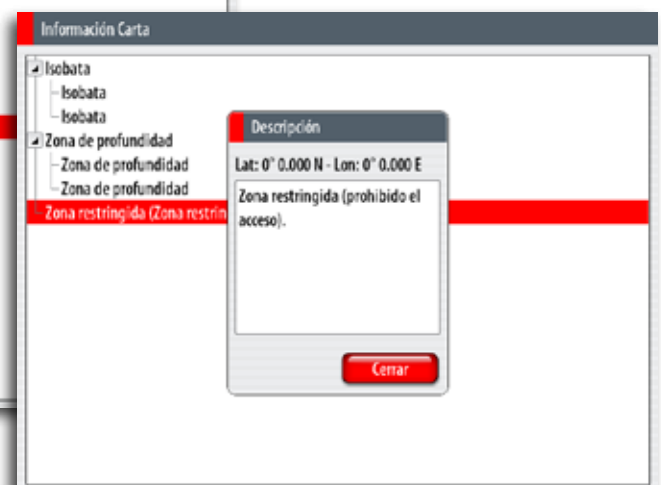 Información Carta
Isobata
Isobata
Isobata
Zona de profundidad
Zona de profundidad
Zona de profundidad
Zona restringida (Zona restrin
Descripción
Lat: 0° 0.000 N - Lon: 0° 0.000 E
Zona restringida (prohibido el
acceso).
Cerrar